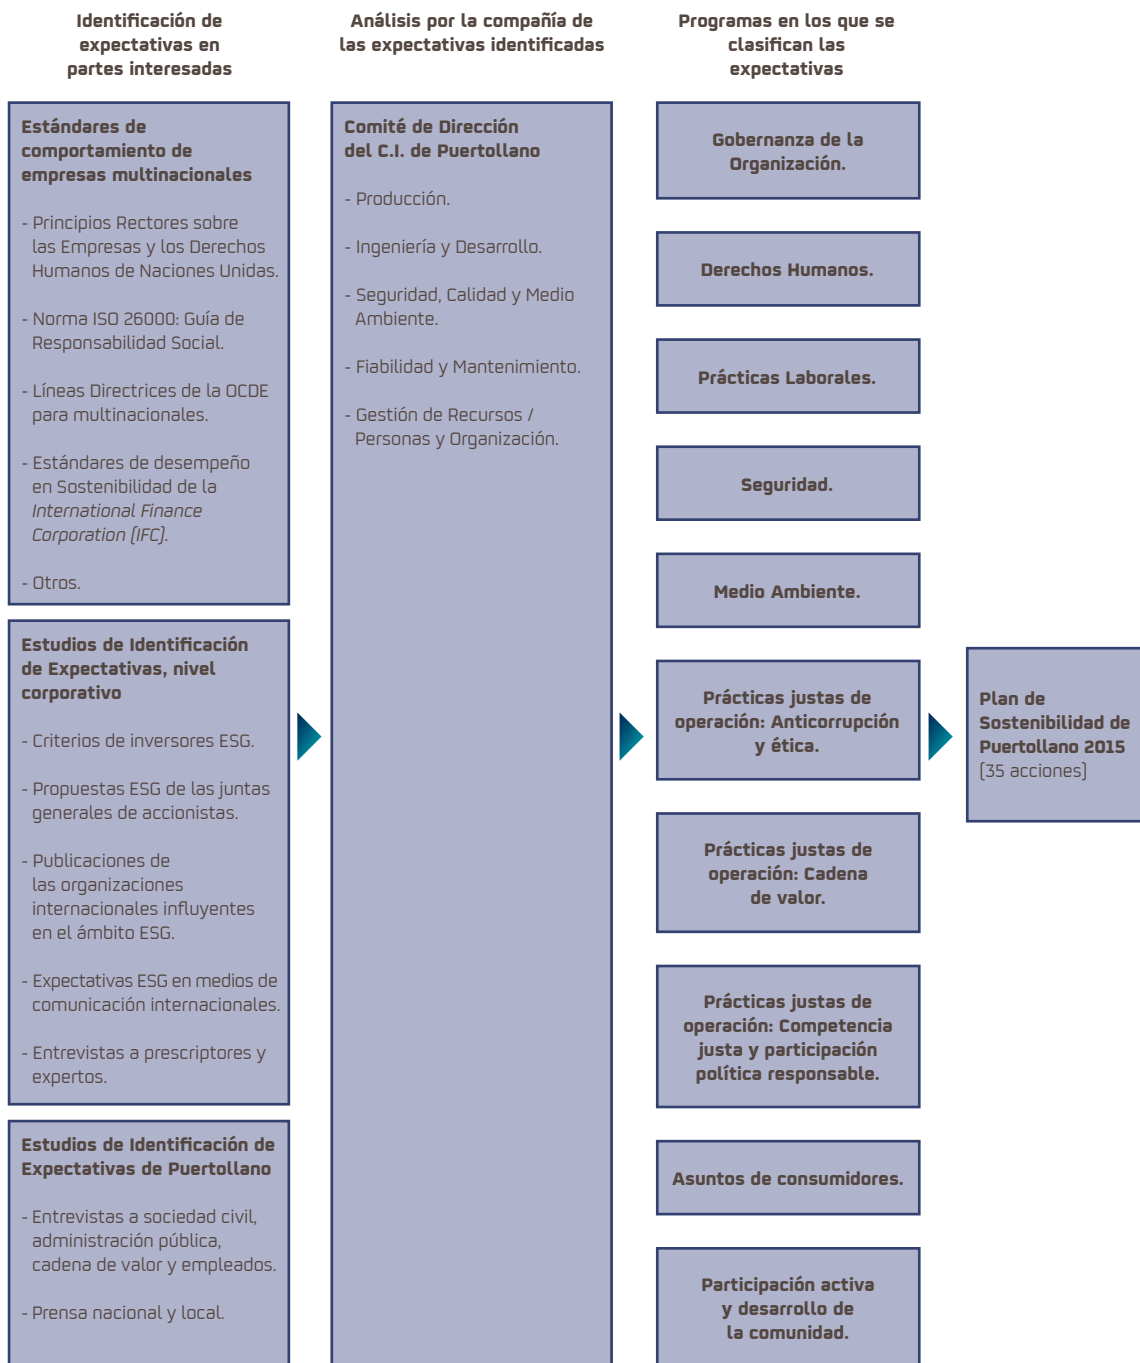 Identificación de
expectativas en
partes interesadas
Análisis por la compañía de
las expectativas identificadas
Programas en los que se
clasifican las
expectativas
Estándares de
comportamiento de
empresas multinacionales
- Principios Rectores sobre
las Empresas y los Derechos
Humanos de Naciones Unidas.
- Norma ISO 26000: Guía de
Responsabilidad Social.
- Líneas Directrices de la OCDE
para multinacionales.
- Estándares de desempeño
en Sostenibilidad de la
International Finance
Corporation (IFC).
- Otros.
Estudios de Identificación
de Expectativas, nivel
corporativo
- Criterios de inversores ESG.
- Propuestas ESG de las juntas
generales de accionistas.
- Publicaciones de
las organizaciones
internacionales influyentes
en el ámbito ESG.
- Expectativas ESG en medios de
comunicación internacionales.
- Entrevistas a prescriptores y
expertos.
Estudios de Identificación de
Expectativas de Puertollano
- Entrevistas a sociedad civil,
administración pública,
cadena de valor y empleados.
- Prensa nacional y local.
Comité de Dirección
del C.I. de Puertollano
- Producción.
- Ingeniería y Desarrollo.
- Seguridad, Calidad y Medio
Ambiente.
- Fiabilidad y Mantenimiento.
- Gestión de Recursos /
Personas y Organización.
Gobernanza de la
Organización.
Derechos Humanos.
Prácticas Laborales.
Seguridad.
Medio Ambiente.
Prácticas justas de
operación: Anticorrupción
y ética.
Prácticas justas de
operación: Cadena
de valor.
Prácticas justas de
operación: Competencia
justa y participación
política responsable.
Asuntos de consumidores.
Participación activa
y desarrollo de
la comunidad.
Plan de
Sostenibilidad de
Puertollano 2015
(35 acciones)